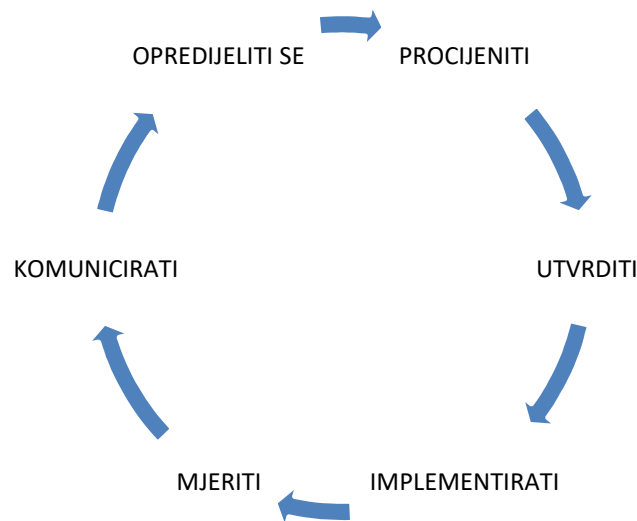 OPREDIJELITI SE
PROCIJENITI
UTVRDITI
IMPLEMENTIRATI
MJERITI
KOMUNICIRATI